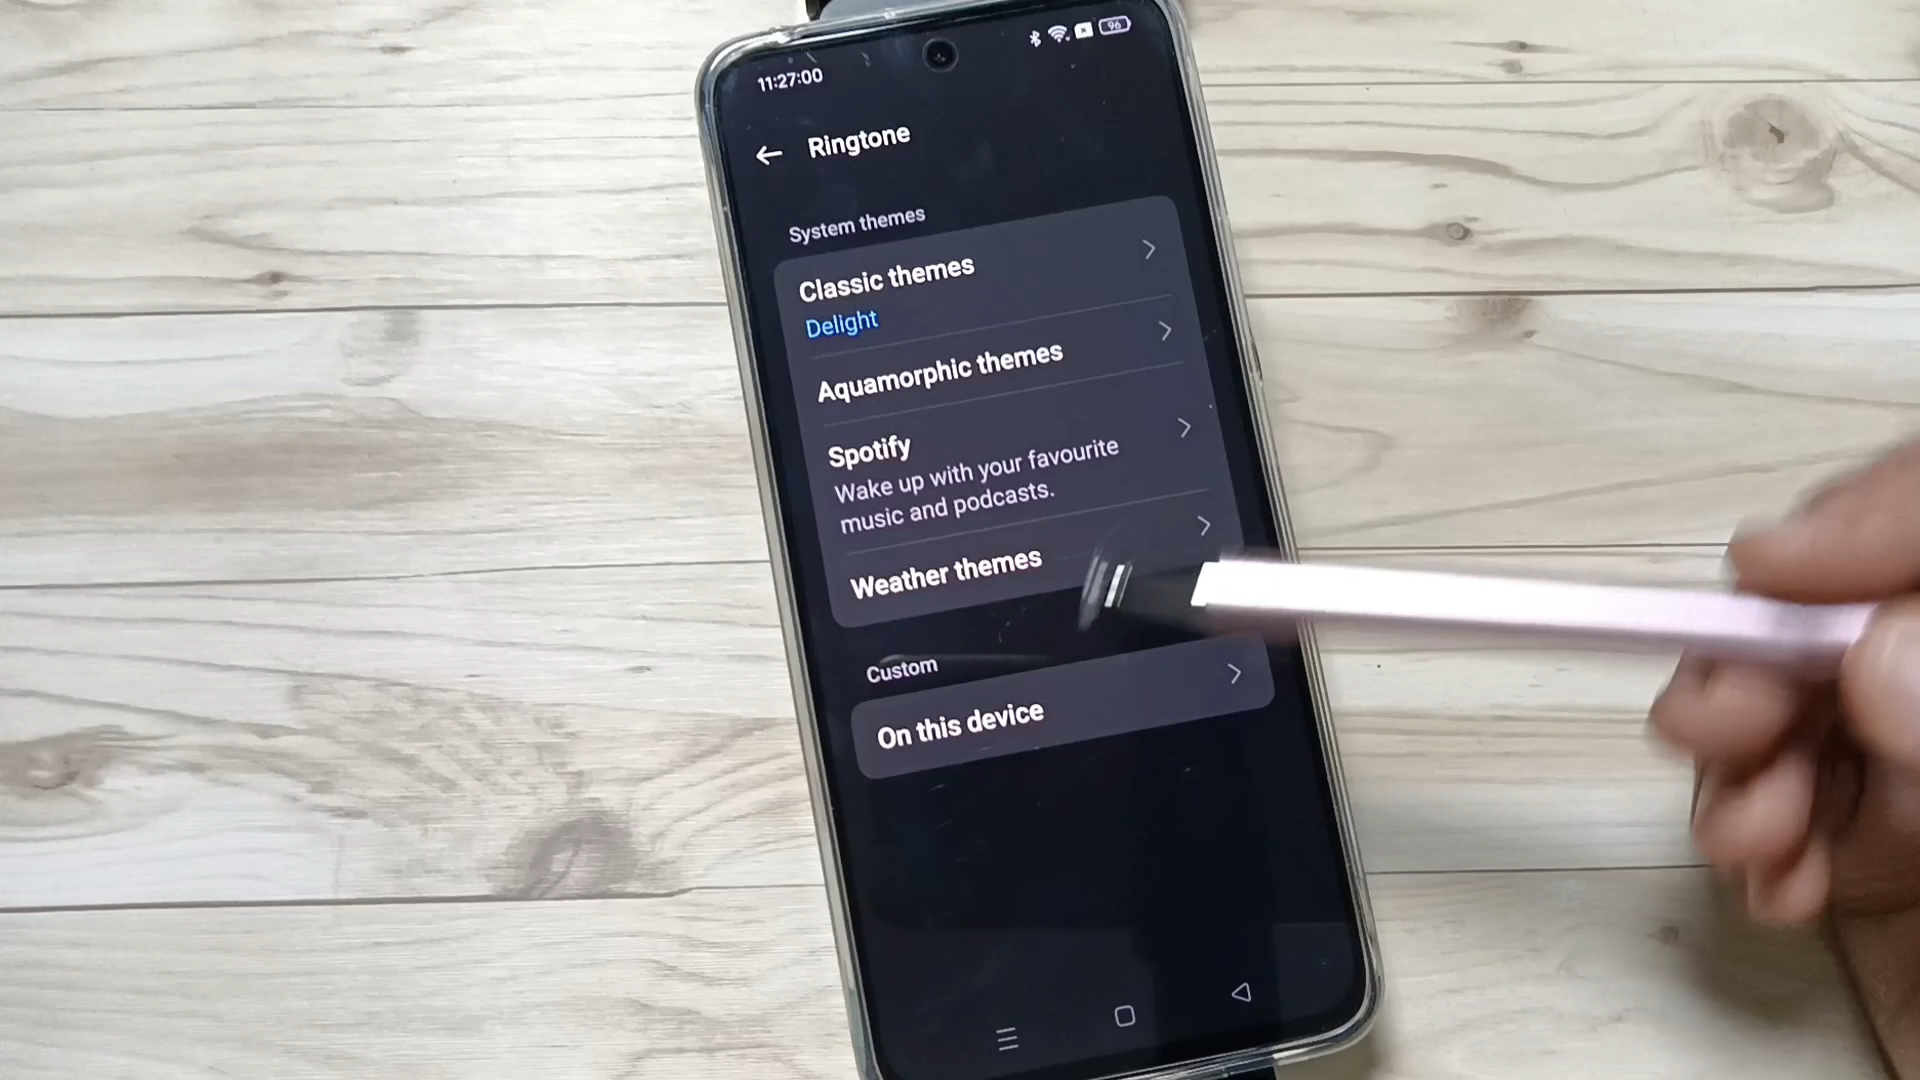 11:27:00
96
Ringtone
System themes
Classic themes
Delight
Aquamorphic themes
Spotify
Wake up with your favourite
music and podcasts.
Weather themes
Custom
On this device